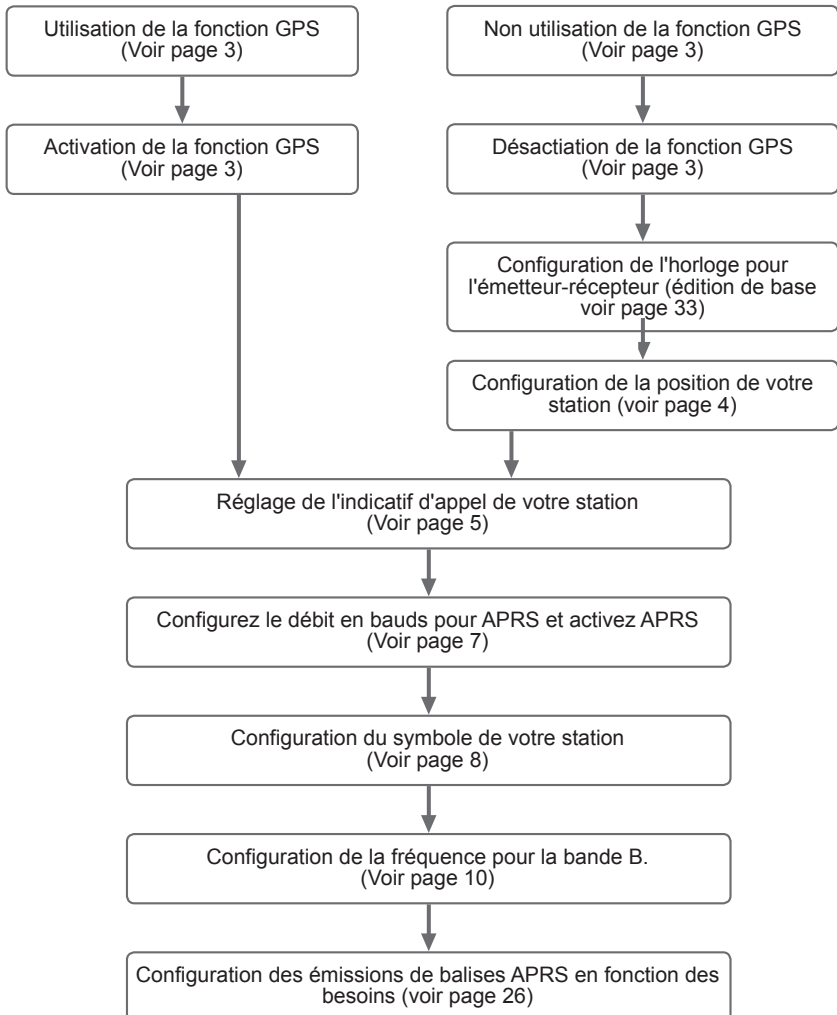 Utilisation de la fonction GPS
(Voir page 3)
Non utilisation de la fonction GPS
(Voir page 3)
Activation de la fonction GPS
(Voir page 3)
Désactiation de la fonction GPS
(Voir page 3)
Configuration de l'horloge pour
l'émetteur-récepteur (édition de base
voir page 33)
Configuration de la position de votre
station (voir page 4)
Réglage de l'indicatif d'appel de votre station
(Voir page 5)
Configurez le débit en bauds pour APRS et activez APRS
(Voir page 7)
Configuration du symbole de votre station
(Voir page 8)
Configuration de la fréquence pour la bande B.
(Voir page 10)
Configuration des émissions de balises APRS en fonction des
besoins (voir page 26)